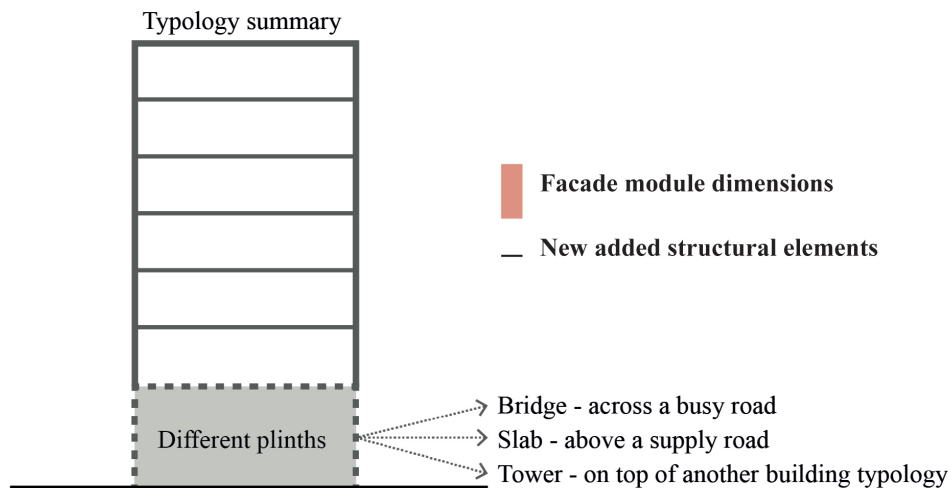 Typology summary
Facade module dimensions
New added structural elements
Different plinths
Bridge - across a busy road
Slab - above a supply road
Tower - on top of another building typology